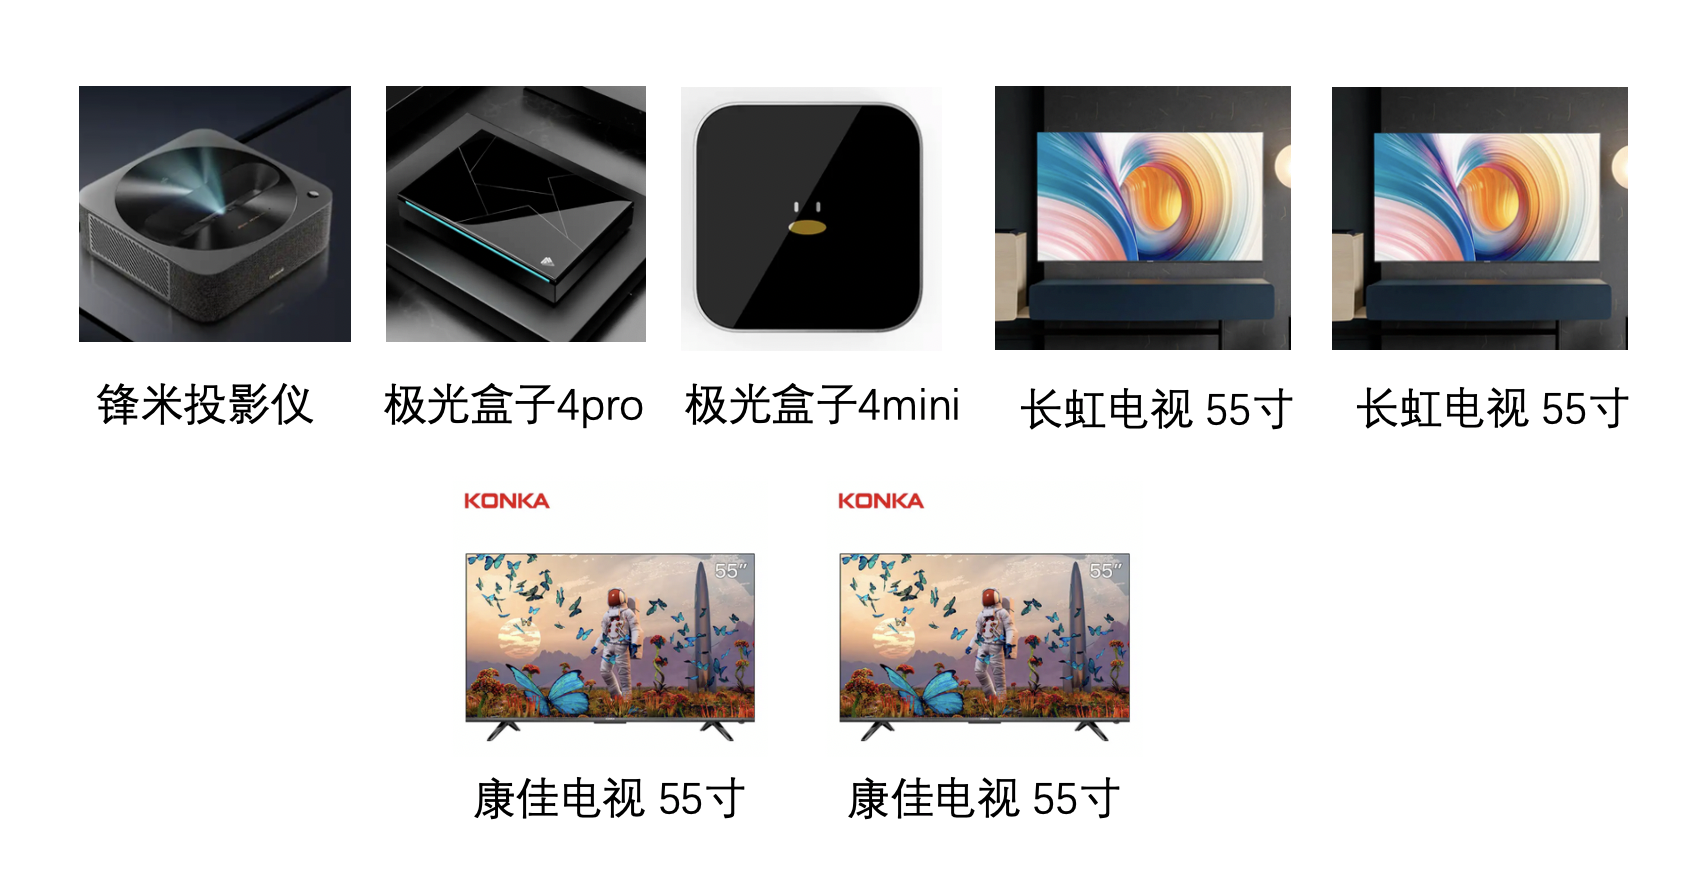 锋米投影仪
极光盒子4pro
极光盒子4mini
长虹电视 55寸
长虹电视 55寸
KONKA
KONKA
55"
55"
康佳电视 55寸
康佳电视 55寸